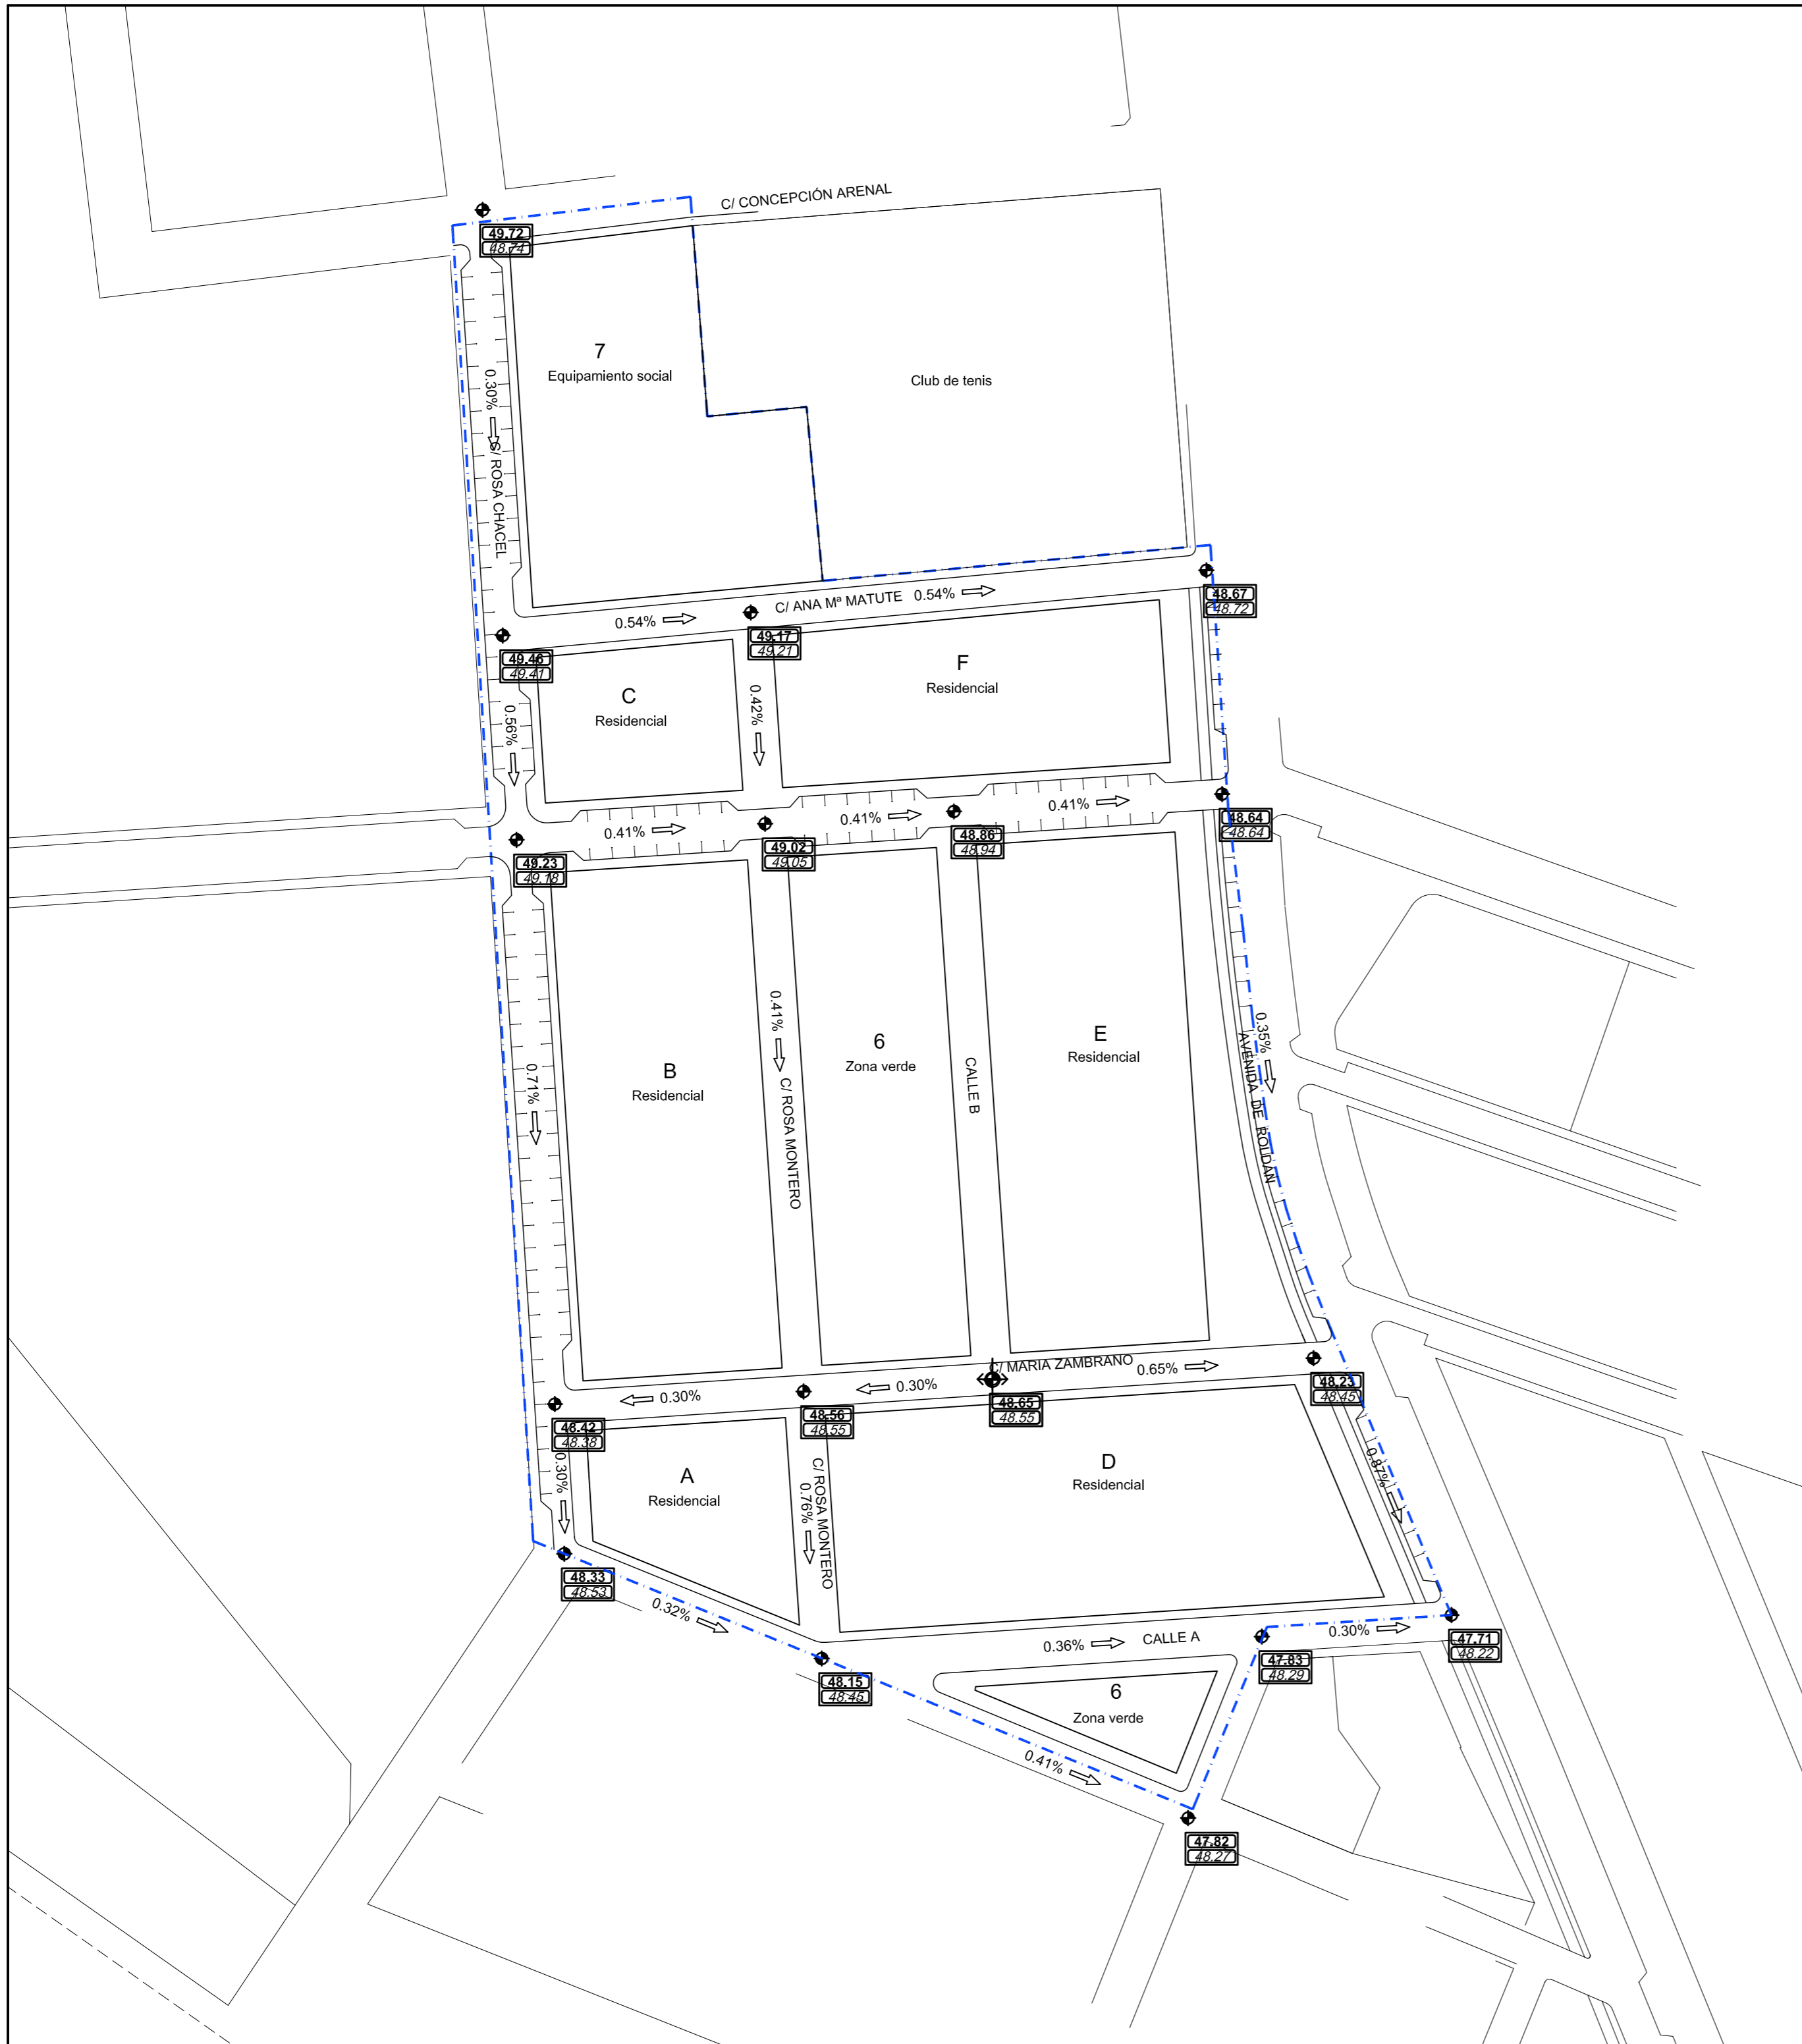 C/ CONCEPCIÓN ARENAL
49.72
48.74
7
Equipamiento social
Club de tenis
0.30%
C/ ROSA CHACEL
48.67
48.72
C/ ANA Mª MATUTE 0.54%
0.54%
49.17
49.21
49.46
49.41
F
Residencial
C
Residencial
0.56%
0.42%
0.41%
0.41%
0.41%
48.64
48.64
48.86
48.94
49.02
49.05
49.23
49.18
0.41%
C/ ROSA MONTERO
6
Zona verde
CALLE B
E
Residencial
0.35%
AVENIDA DE ROLDÁN
B
Residencial
0.71%
C/ MARIA ZAMBRANO
0.65%
0.30%
0.30%
48.23
48.45
48.65
48.55
48.56
48.55
48.42
48.38
0.30%
A
Residencial
C/ ROSA MONTERO
0.76%
D
Residencial
0.87%
48.33
48.53
0.32%
0.36%
CALLE A
0.30%
47.71
48.22
47.83
48.29
48.15
48.45
6
Zona verde
0.41%
47.82
48.27